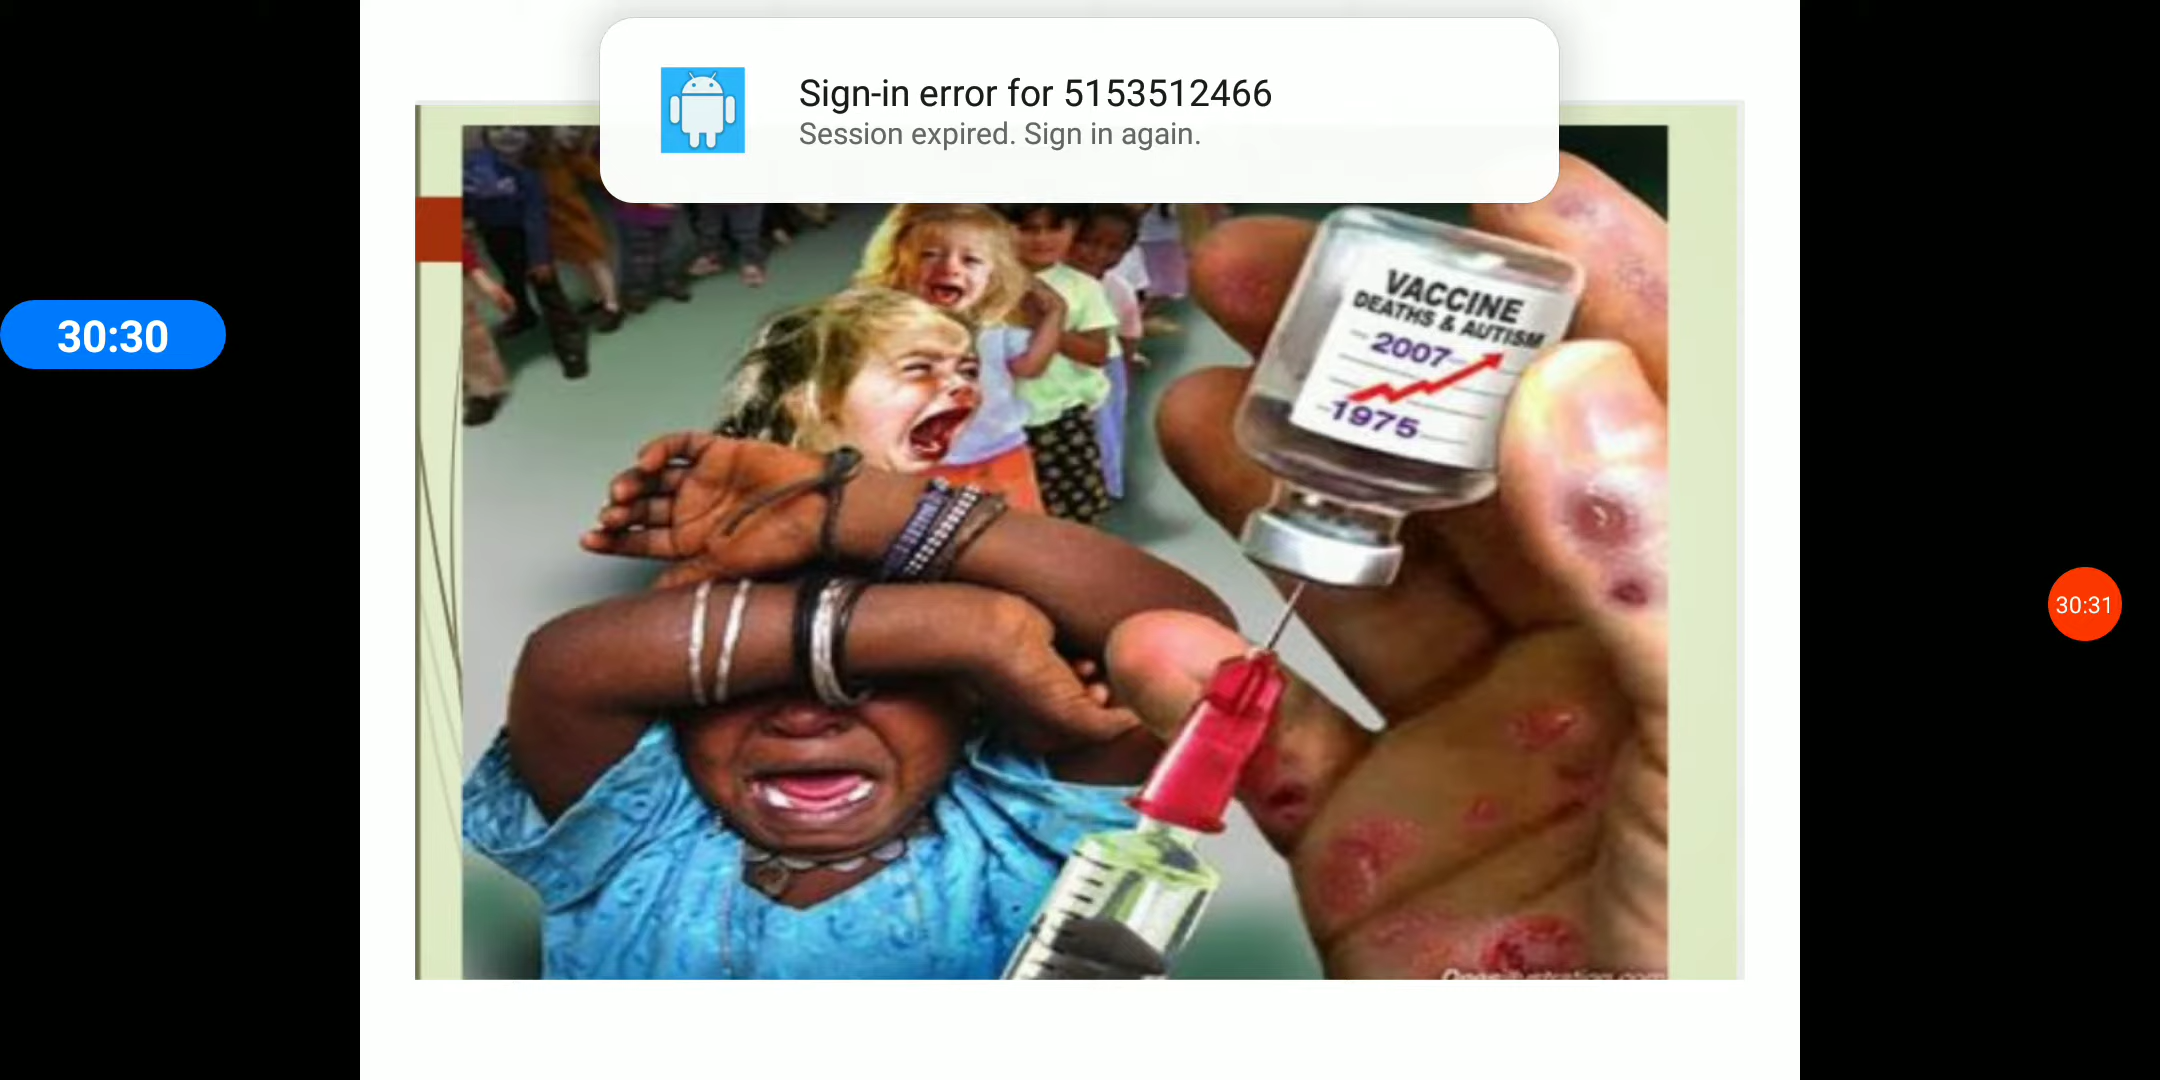 Sign-in error for 5153512466
Session expired. Sign in again.
30:30
VACCINE
DEATHS & AUTISM
2007
1975
30:31